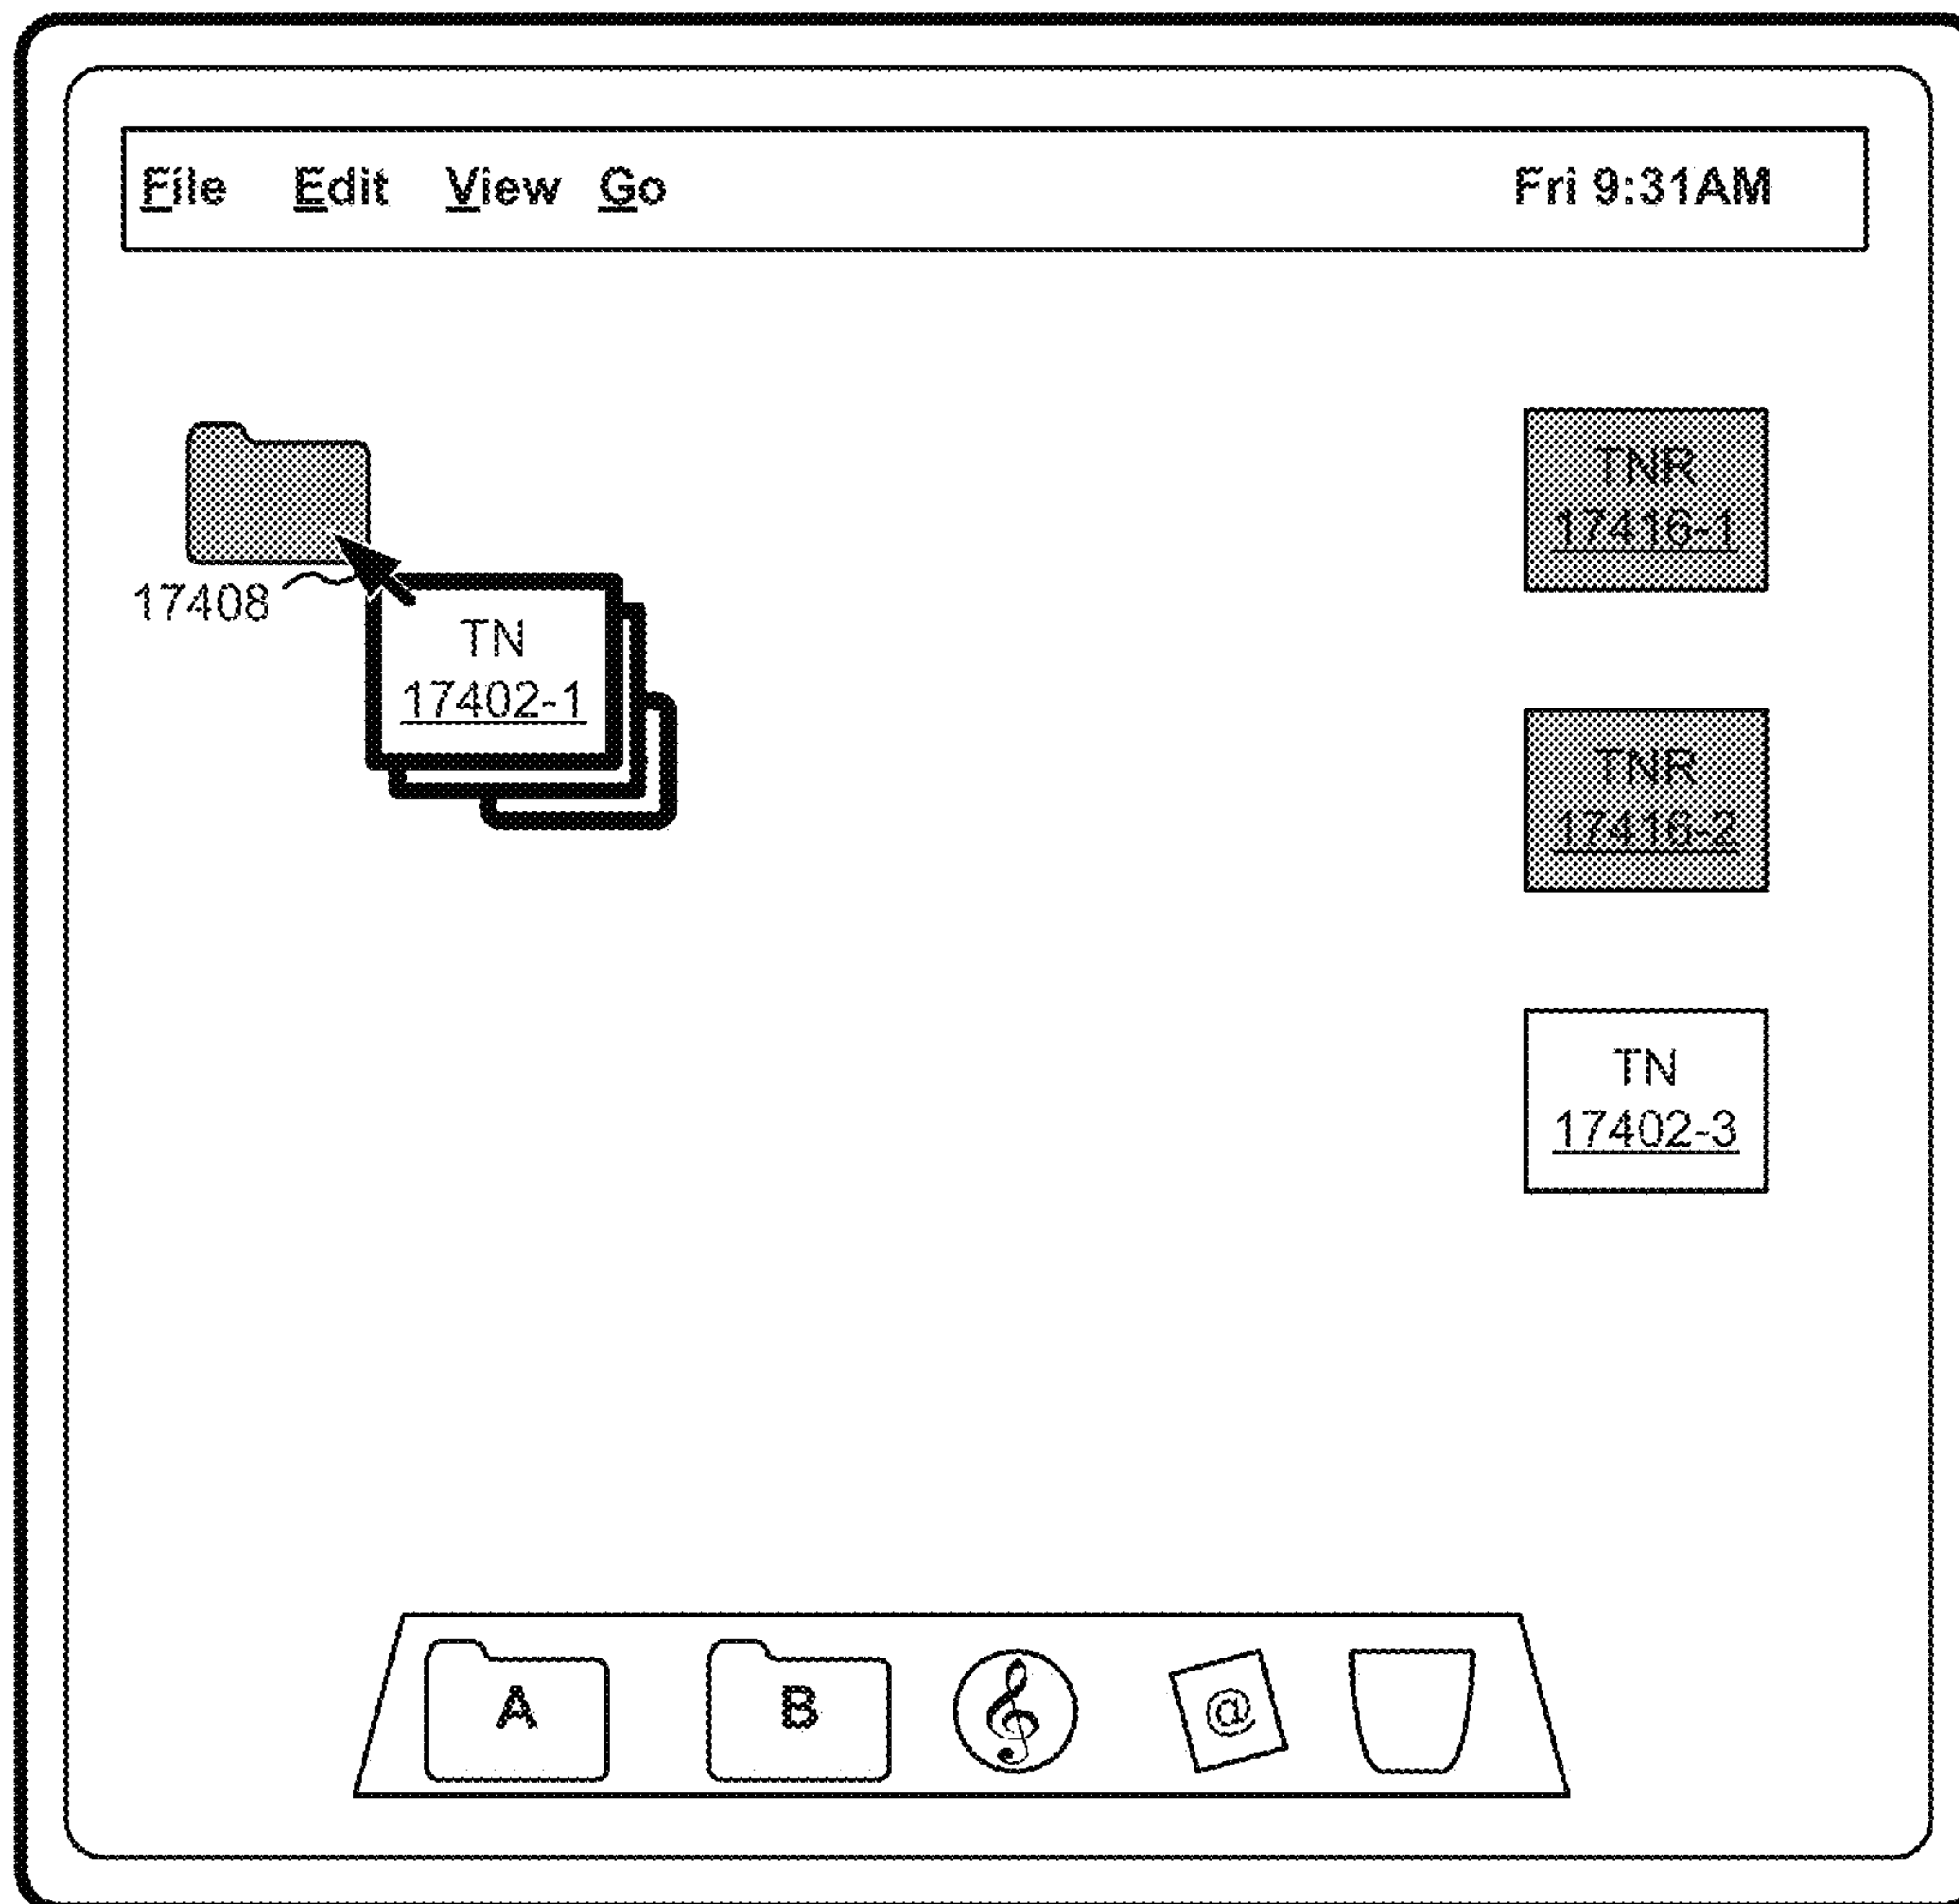 File Edit View Go Fri 9:31AM
TNR
17416-1
17408
TN
17402-1
TNR
17416-2
TN
17402-3
A B @